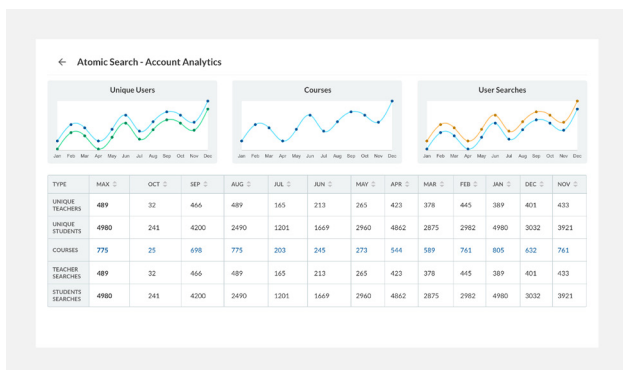 ← Atomic Search - Account Analytics
Unique Users
Courses
User Searches
Jan Feb Mar Apr May Jun Jul Aug Sep Oct Nov Dec
Jan Feb Mar Apr May Jun Jul Aug Sep Oct Nov Dec
Jan Feb Mar Apr May Jun Jul Aug Sep Oct Nov Dec
TYPE MAX OCT SEP AUG JUL JUN MAY APR MAR FEB JAN DEC NOV
UNIQUE TEACHERS 489 32 466 489 165 213 265 423 378 445 389 401 433
UNIQUE STUDENTS 4980 241 4200 2490 1201 1669 2960 4862 2875 2982 4980 3032 3921
COURSES 775 25 698 775 203 245 273 544 589 761 805 632 761
TEACHER SEARCHES 489 32 466 489 165 213 265 423 378 445 389 401 433
STUDENTS SEARCHES 4980 241 4200 2490 1201 1669 2960 4862 2875 2982 4980 3032 3921